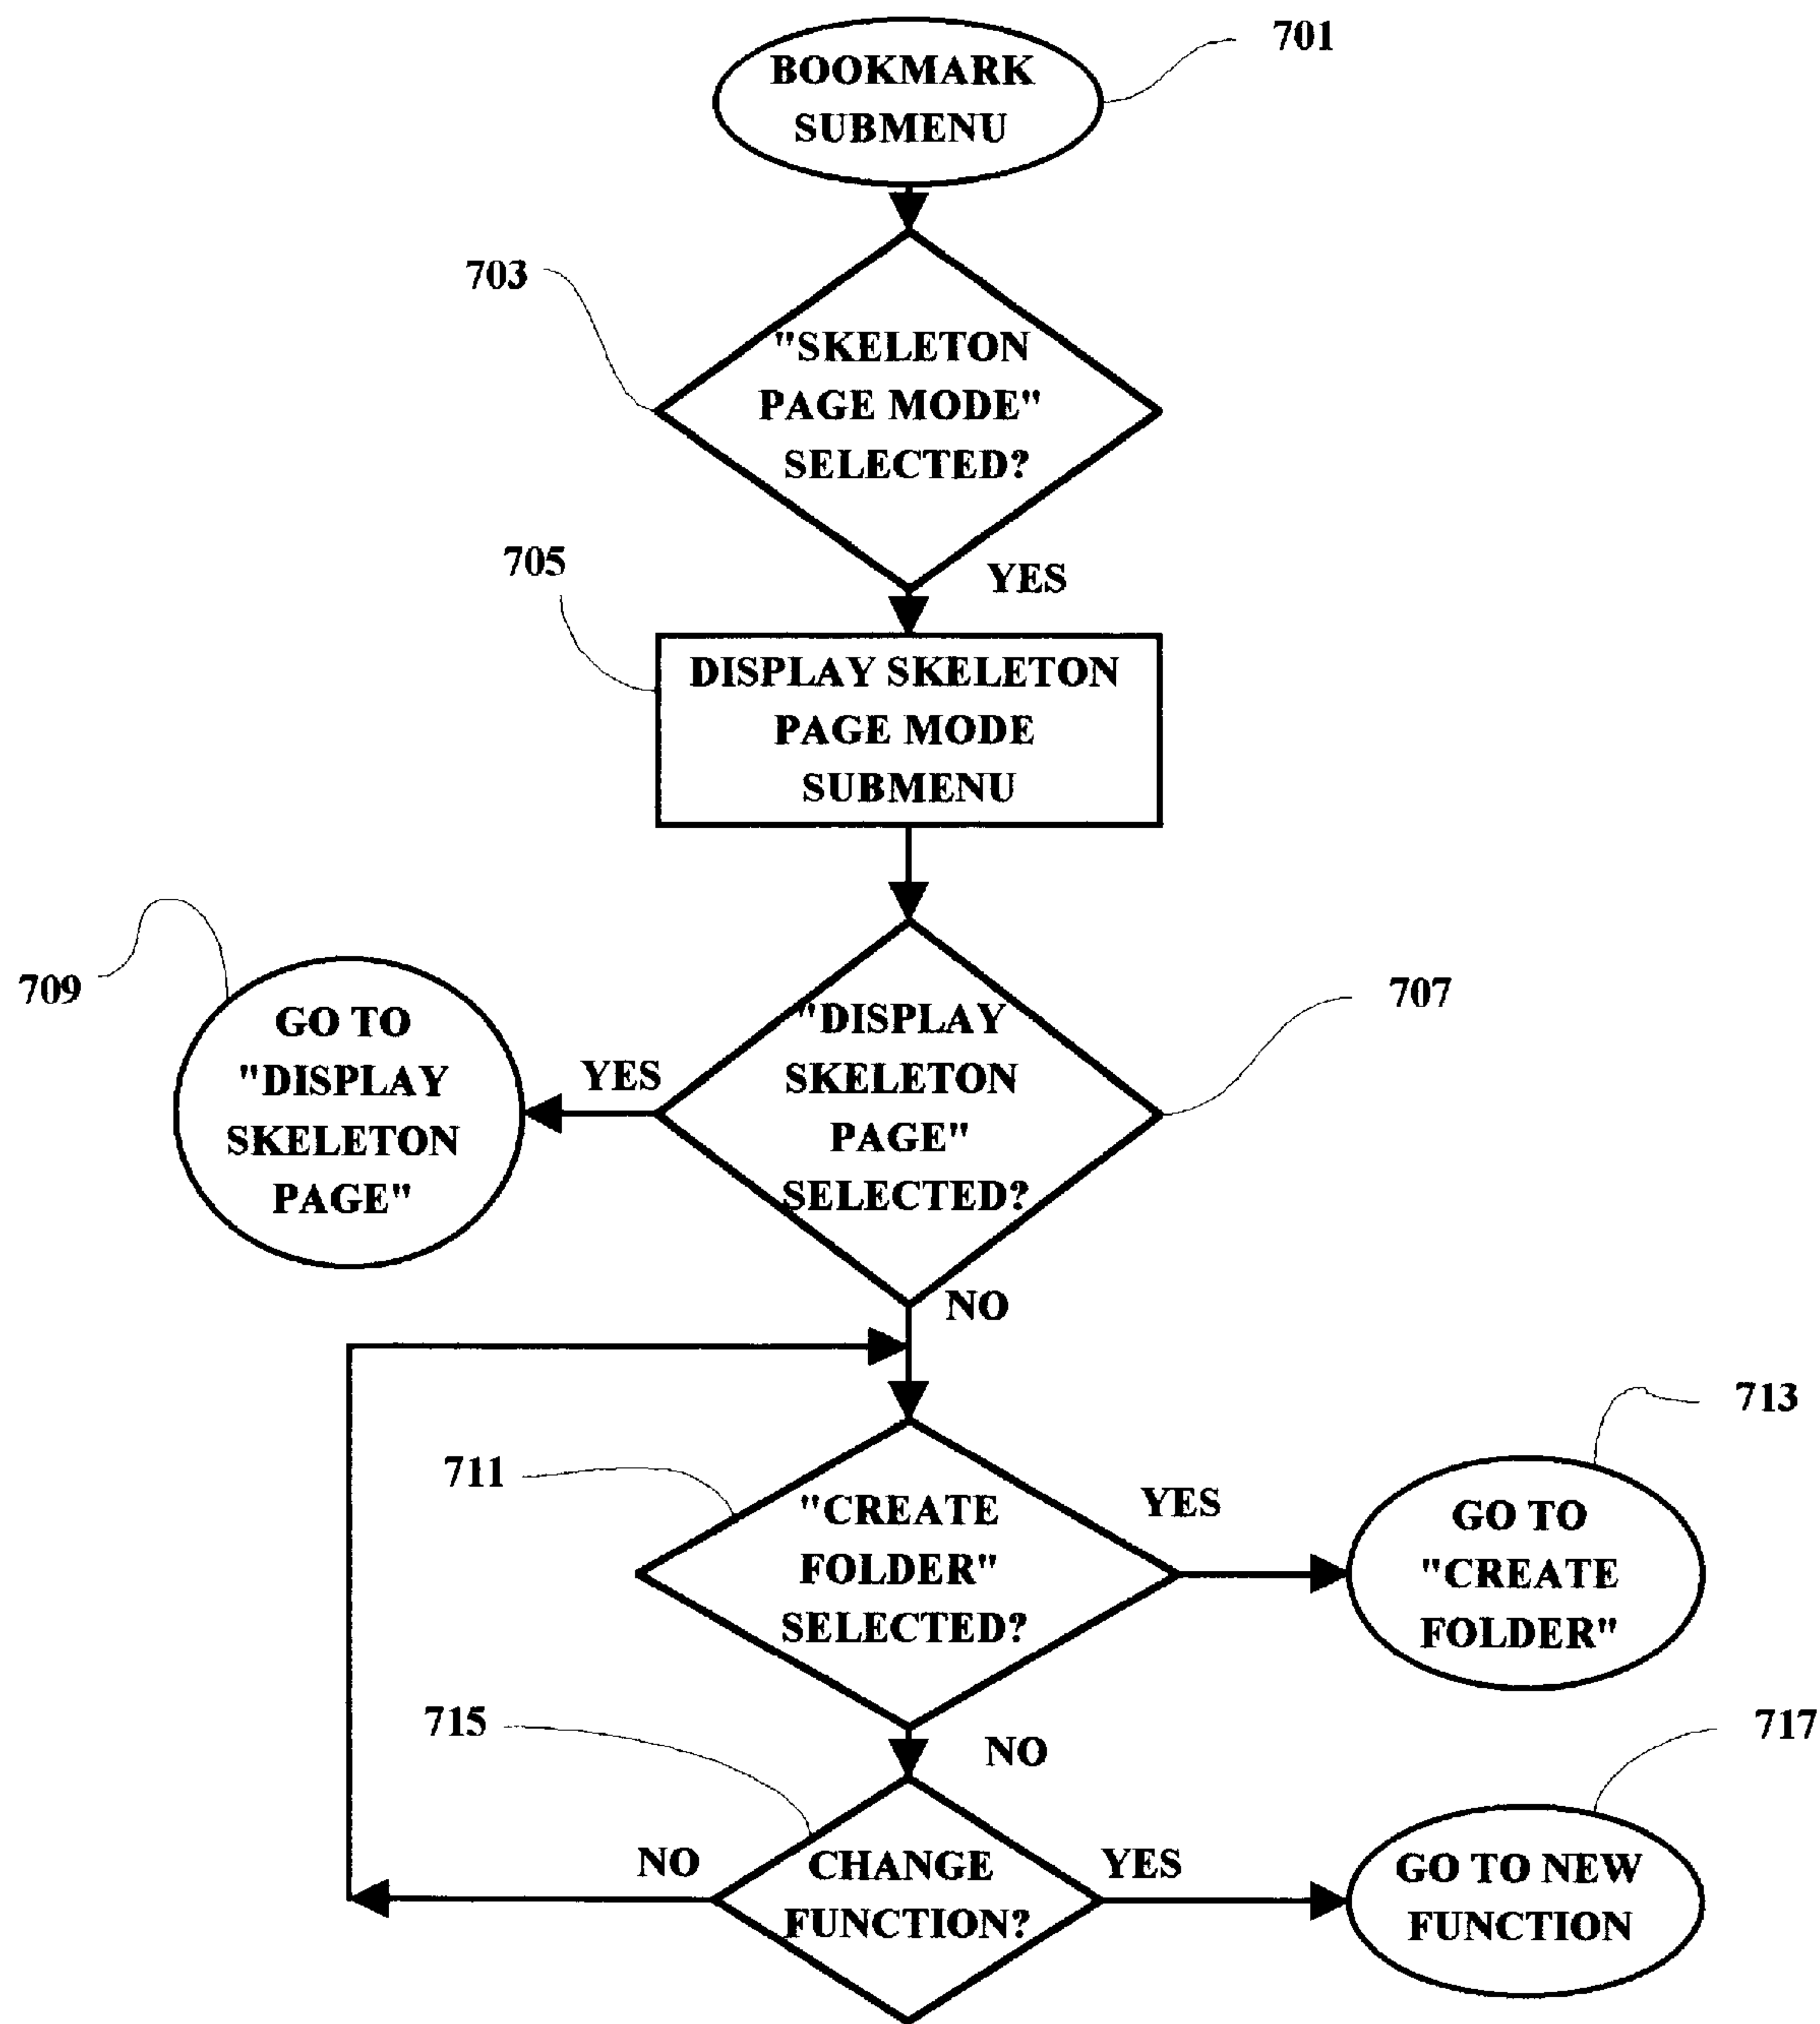 BOOKMARK
SUBMENU
701
703
"SKELETON
PAGE MODE"
SELECTED?
YES
705
DISPLAY SKELETON
PAGE MODE
SUBMENU
709
GO TO
"DISPLAY
SKELETON
PAGE"
YES
"DISPLAY
SKELETON
PAGE"
SELECTED?
707
NO
711
"CREATE
FOLDER"
SELECTED?
YES
713
GO TO
"CREATE
FOLDER"
NO
715
CHANGE
FUNCTION?
NO
YES
717
GO TO NEW
FUNCTION